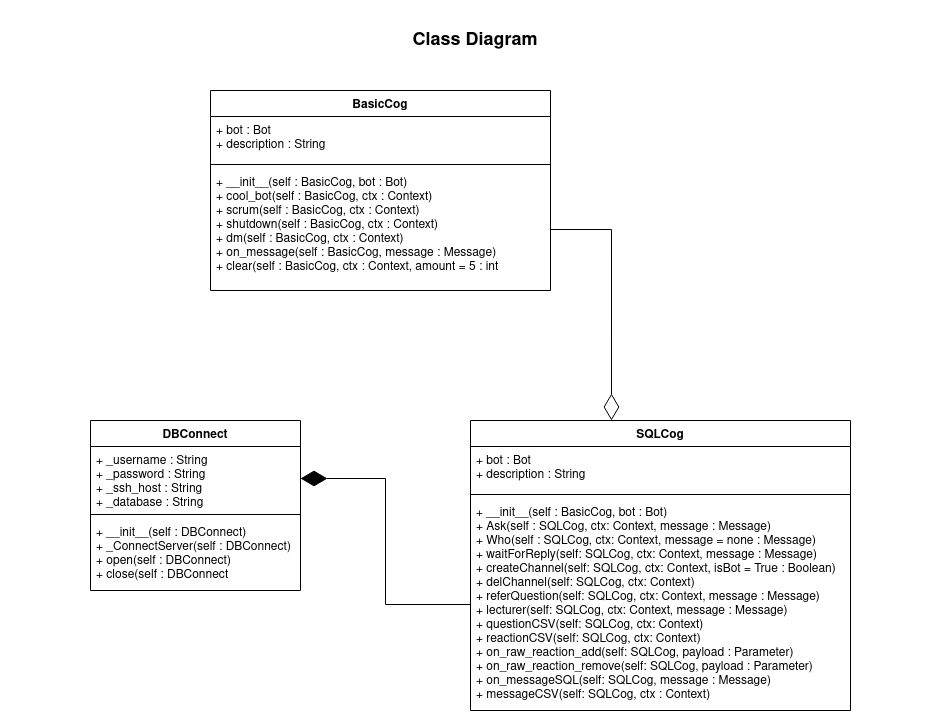 Class Diagram
BasicCog
+ bot : Bot
+ description : String
+ __init__(self : BasicCog, bot : Bot)
+ cool_bot(self : BasicCog, ctx : Context)
+ scrum(self : BasicCog, ctx : Context)
+ shutdown(self : BasicCog, ctx : Context)
+ dm(self : BasicCog, ctx : Context)
+ on_message(self : BasicCog, message : Message)
+ clear(self : BasicCog, ctx : Context, amount = 5 : int
DBConnect
+ _username : String
+ _password : String
+ _ssh_host : String
+ _database : String
+ __init__(self : DBConnect)
+ _ConnectServer(self : DBConnect)
+ open(self : DBConnect)
+ close(self : DBConnect
SQLCog
+ bot : Bot
+ description : String
+ __init__(self : BasicCog, bot : Bot)
+ Ask(self : SQLCog, ctx: Context, message : Message)
+ Who(self : SQLCog, ctx: Context, message = none : Message)
+ waitForReply(self: SQLCog, ctx: Context, message : Message)
+ createChannel(self: SQLCog, ctx: Context, isBot = True : Boolean)
+ delChannel(self: SQLCog, ctx: Context)
+ referQuestion(self: SQLCog, ctx: Context, message : Message)
+ lecturer(self: SQLCog, ctx: Context, message : Message)
+ questionCSV(self: SQLCog, ctx: Context)
+ reactionCSV(self: SQLCog, ctx: Context)
+ on_raw_reaction_add(self: SQLCog, payload : Parameter)
+ on_raw_reaction_remove(self: SQLCog, payload : Parameter)
+ on_messageSQL(self: SQLCog, message : Message)
+ messageCSV(self: SQLCog, ctx : Context)